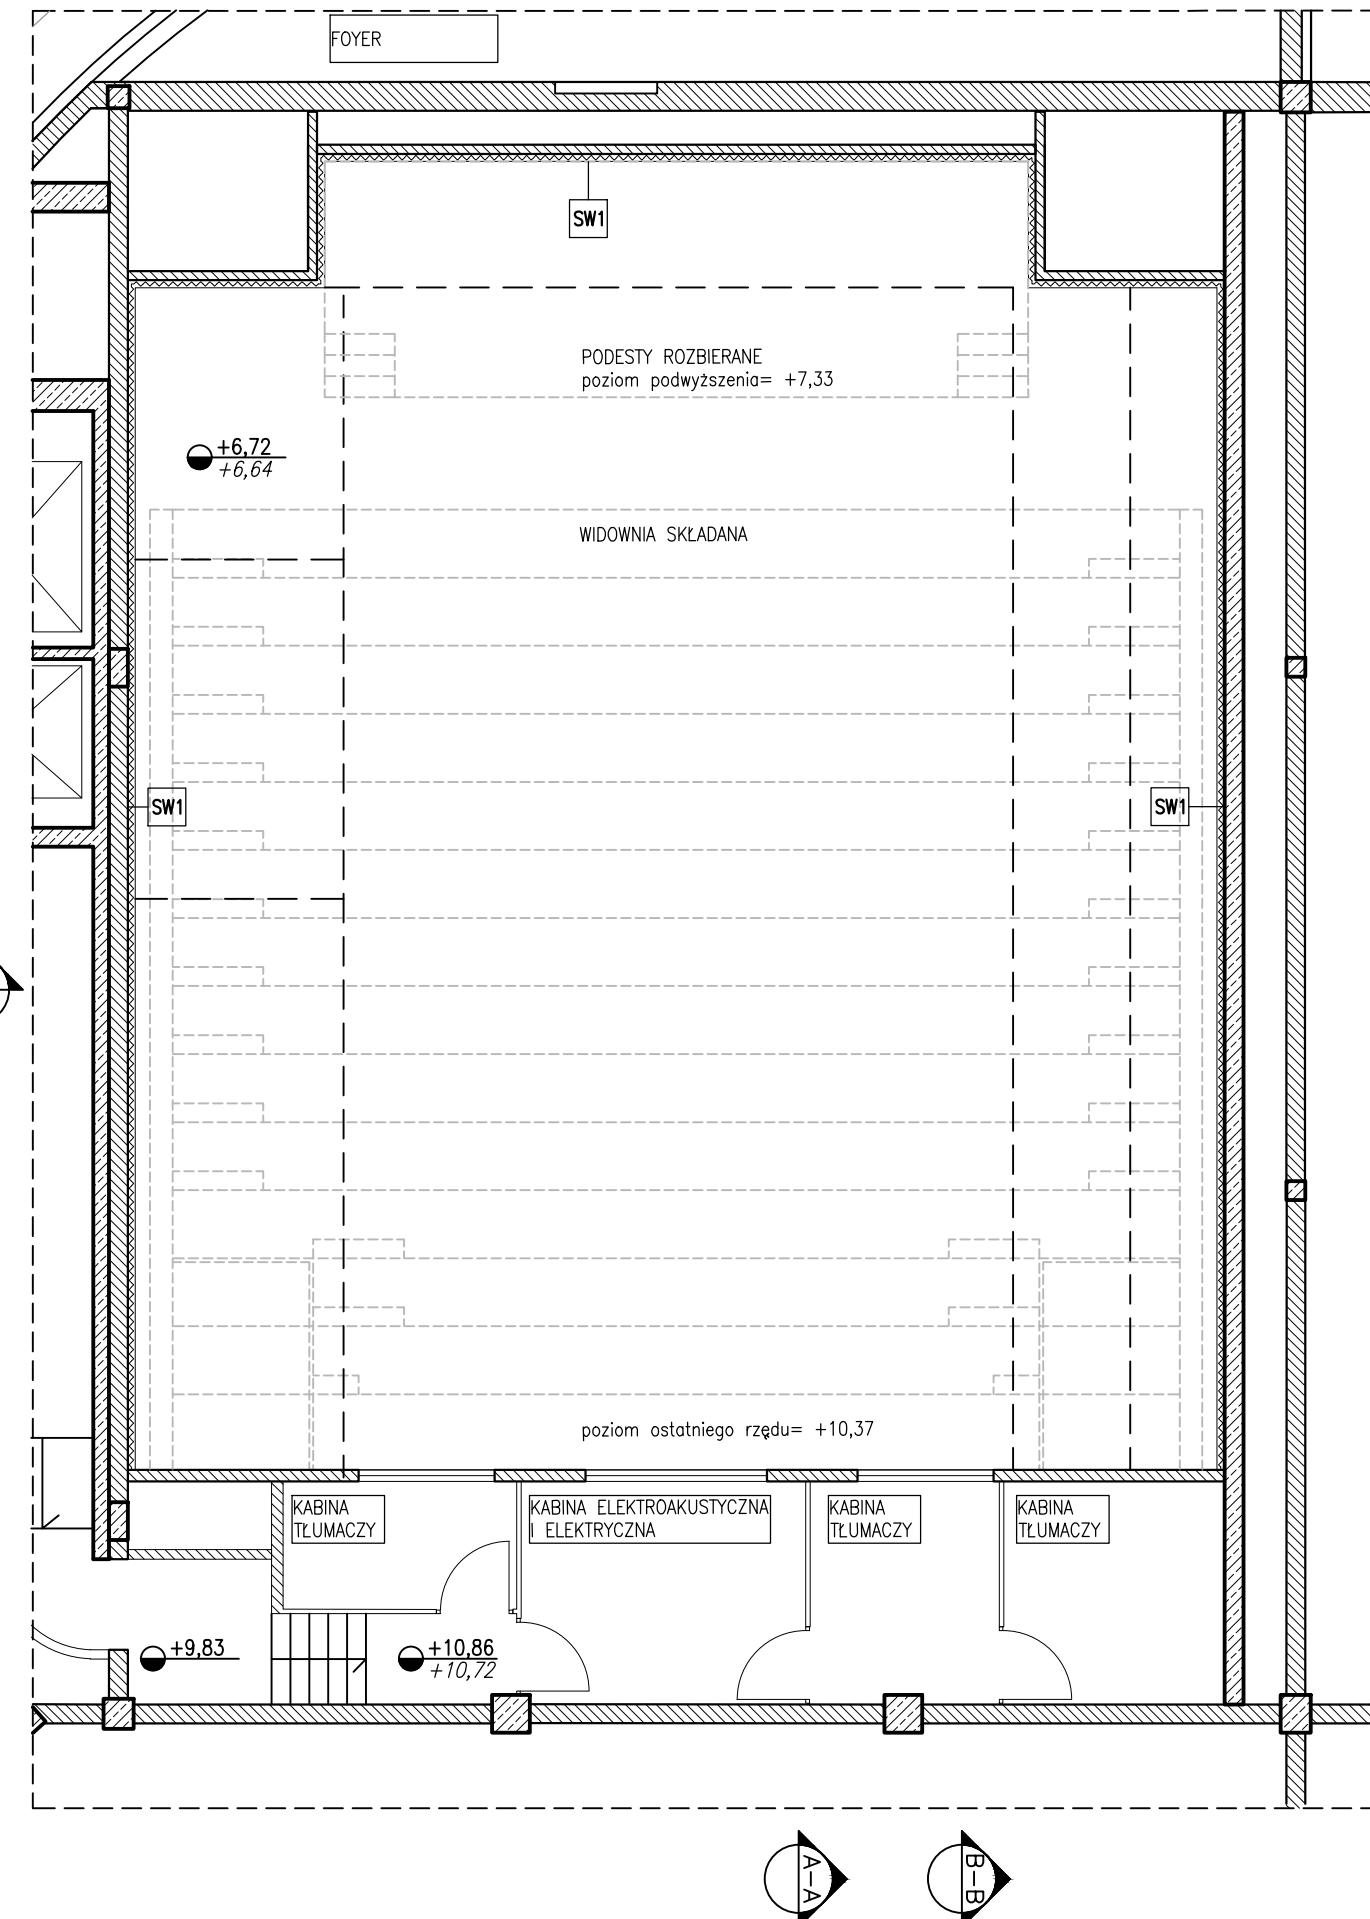 FOYER
SW1
PODESTY ROZBIERANE
poziom podwyższenia= +7,33
+6,72
+6,64
WIDOWNIA SKŁADANA
SW1
SW1
poziom ostatniego rzędu= +10,37
KABINA
TŁUMACZY
KABINA ELEKTROAKUSTYCZNA
I ELEKTRYCZNA
KABINA
TŁUMACZY
KABINA
TŁUMACZY
+9,83
+10,86
+10,72
A-A
B-B